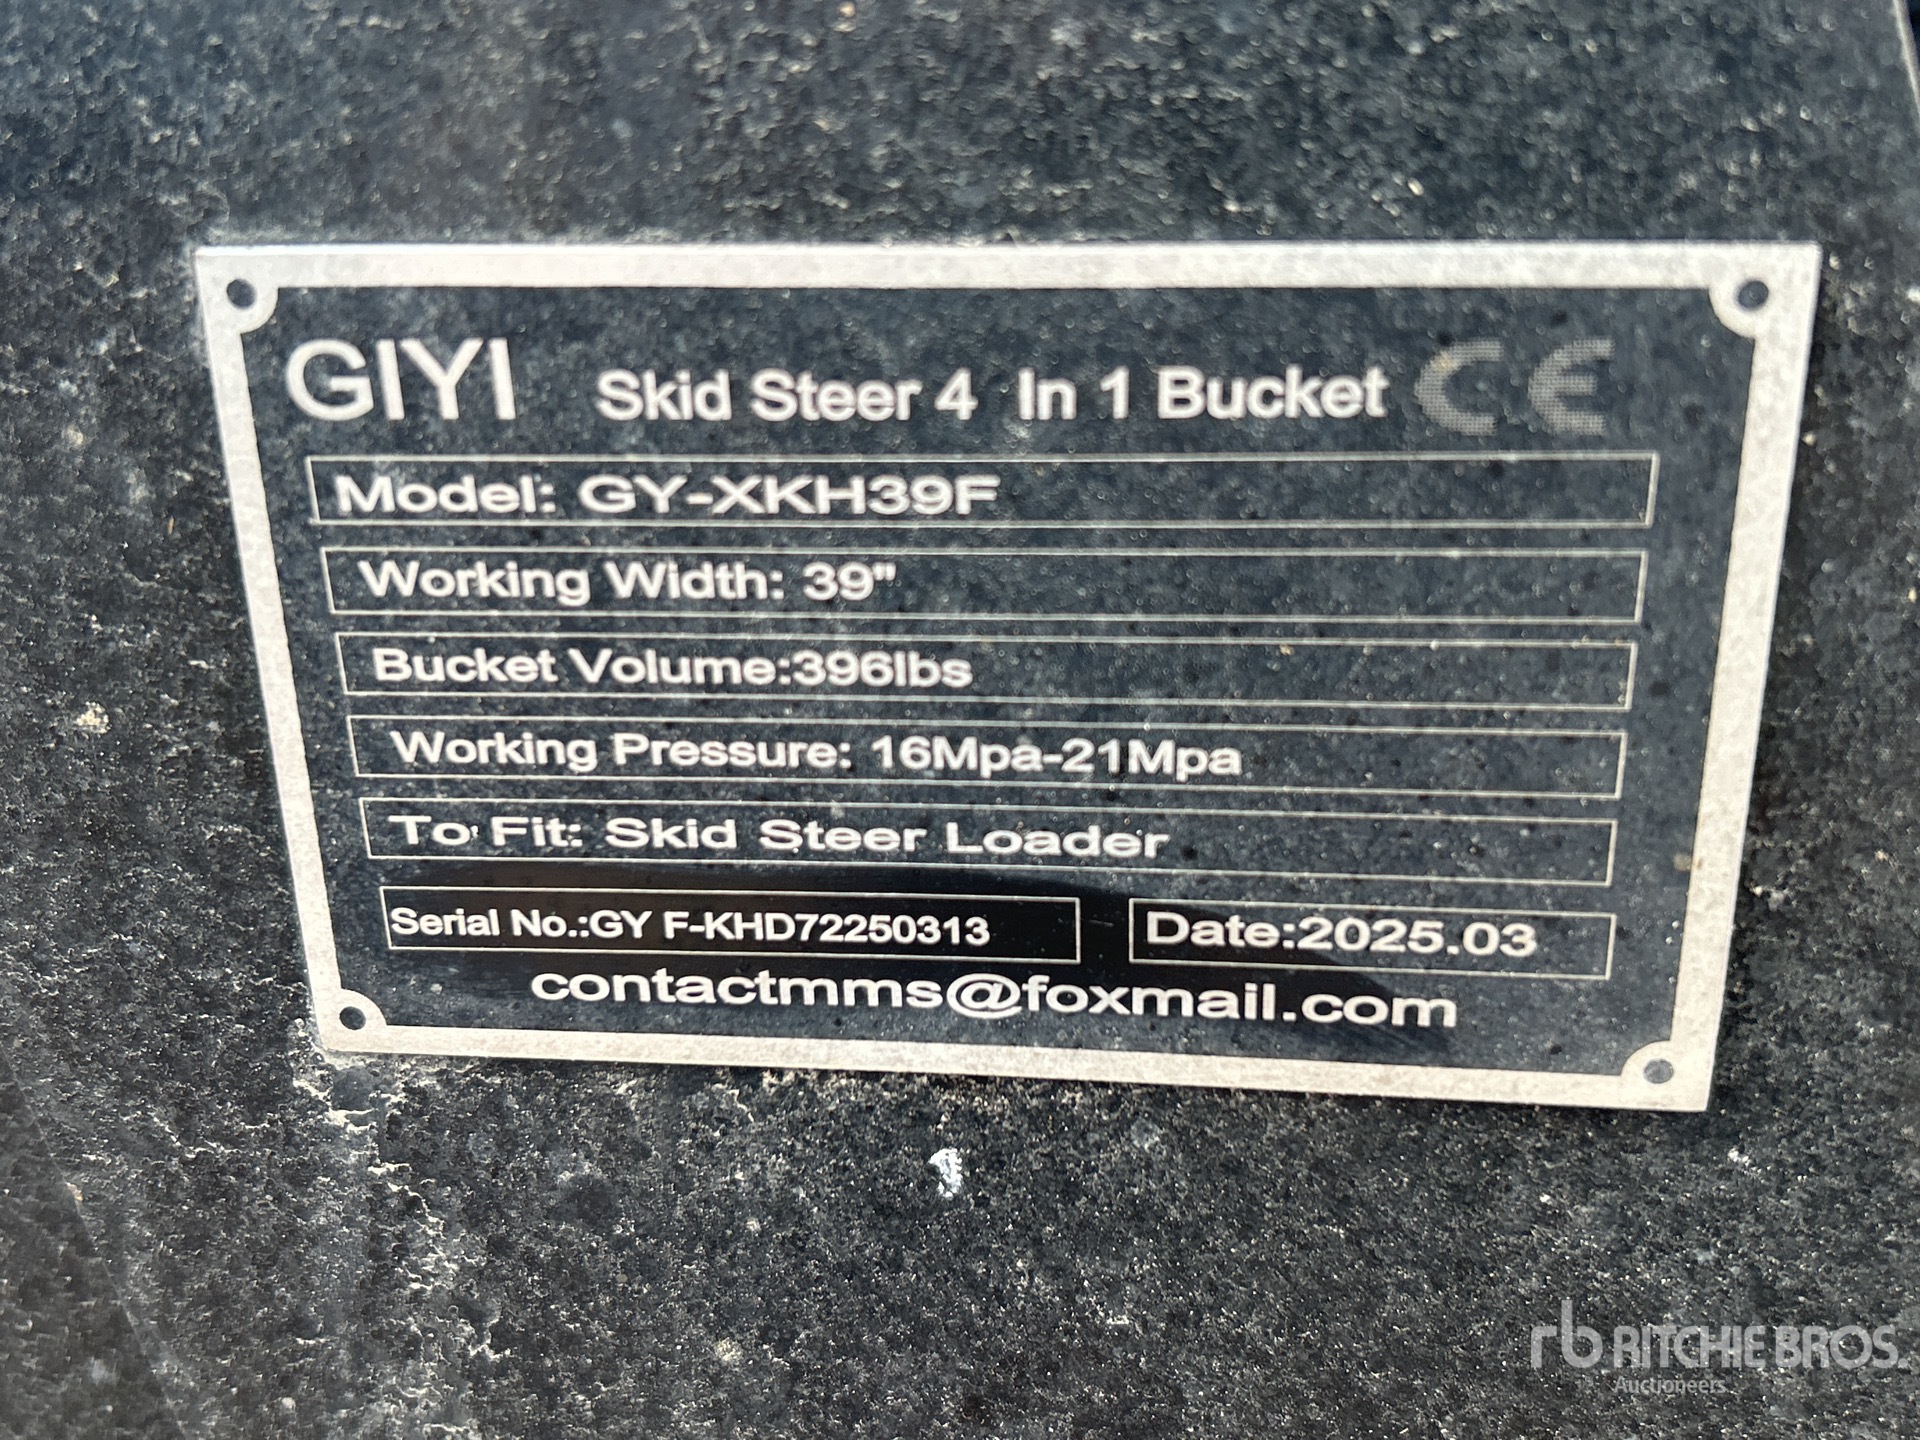 GIYI Skid Steer 4 In 1 Bucket CE
Model: GY-XKH39F
Working Width: 39"
Bucket Volume:396lbs
Working Pressure: 16Mpa-21Mpa
To Fit: Skid Steer Loader
Serial No.:GY F-KHD72250313 Date:2025.03
contactmms@foxmail.com
rb RITCHIE BROS.
Auctioneers